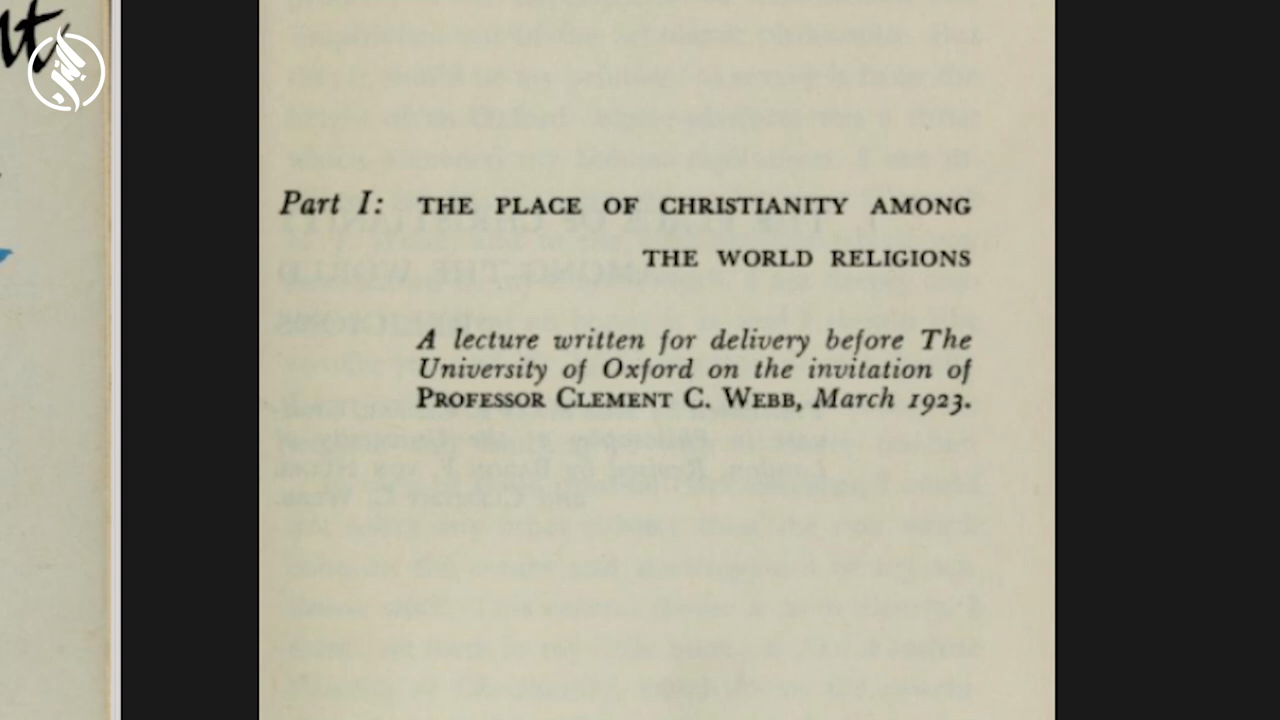 Part I: THE PLACE OF CHRISTIANITY AMONG
THE WORLD RELIGIONS
A lecture written for delivery before The
University of Oxford on the invitation of
PROFESSOR CLEMENT C. WEBB, March 1923.